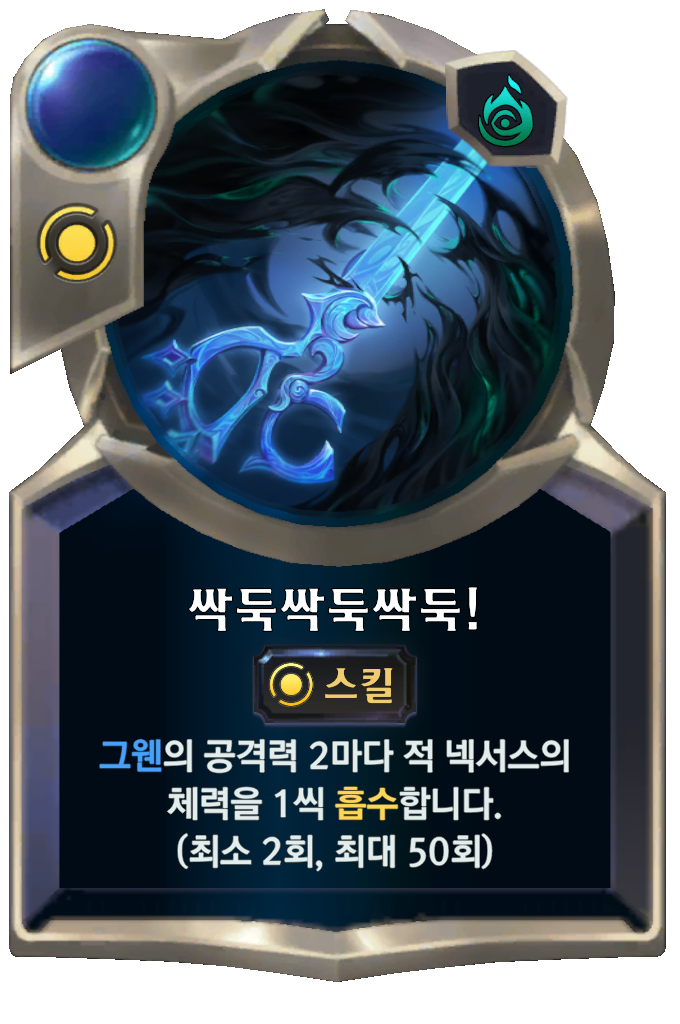 싹둑싹둑싹둑!
스킬
그웬의 공격력 2마다 적 넥서스의
체력을 1씩 흡수합니다.
(최소 2회, 최대 50회)